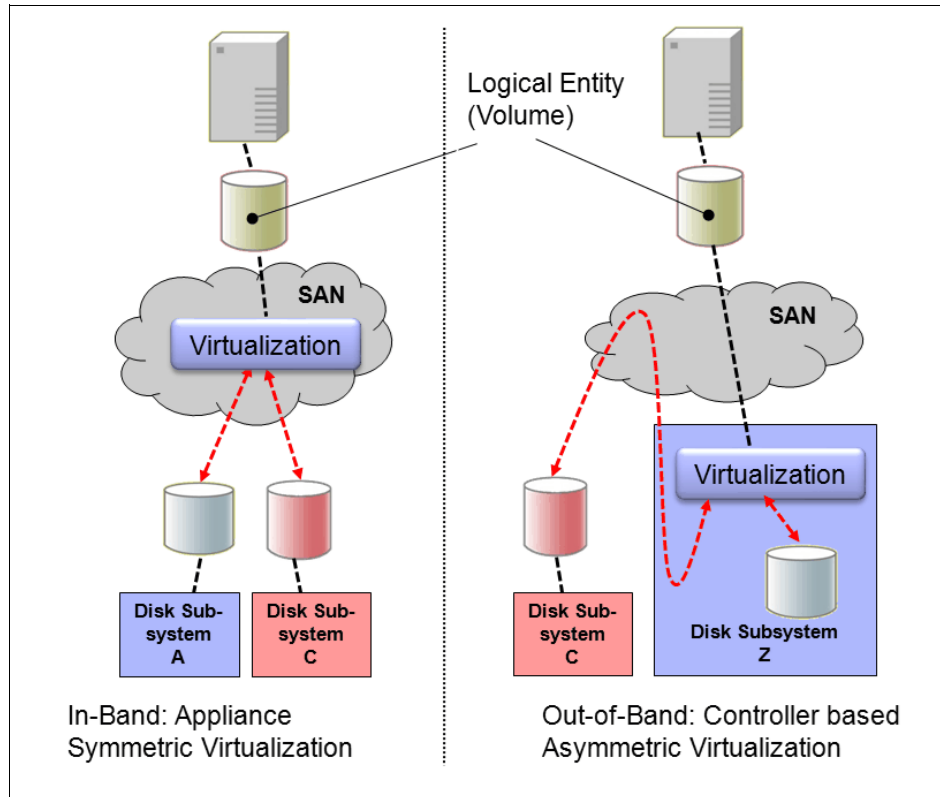 Logical Entity
(Volume)
SAN
Virtualization
Disk Sub-
system
A
Disk Sub-
system
C
In-Band: Appliance
Symmetric Virtualization
SAN
Virtualization
Disk Sub-
system
C
Disk Subsystem
Z
Out-of-Band: Controller based
Asymmetric Virtualization